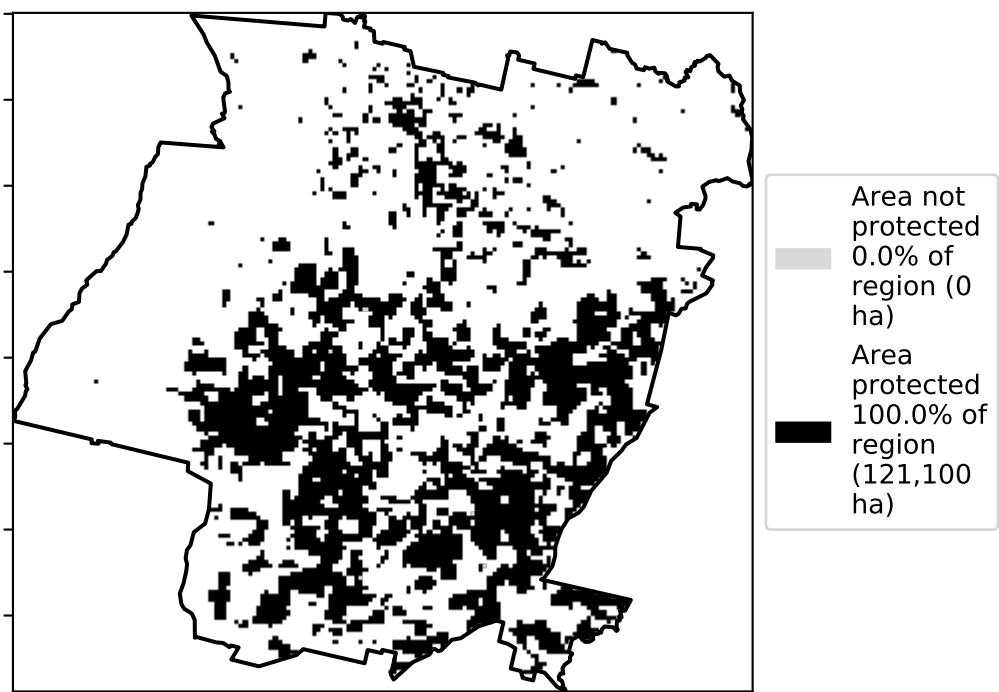 Area not
protected
0.0% of
region (0
ha)
Area
protected
100.0% of
region
(121,100
ha)